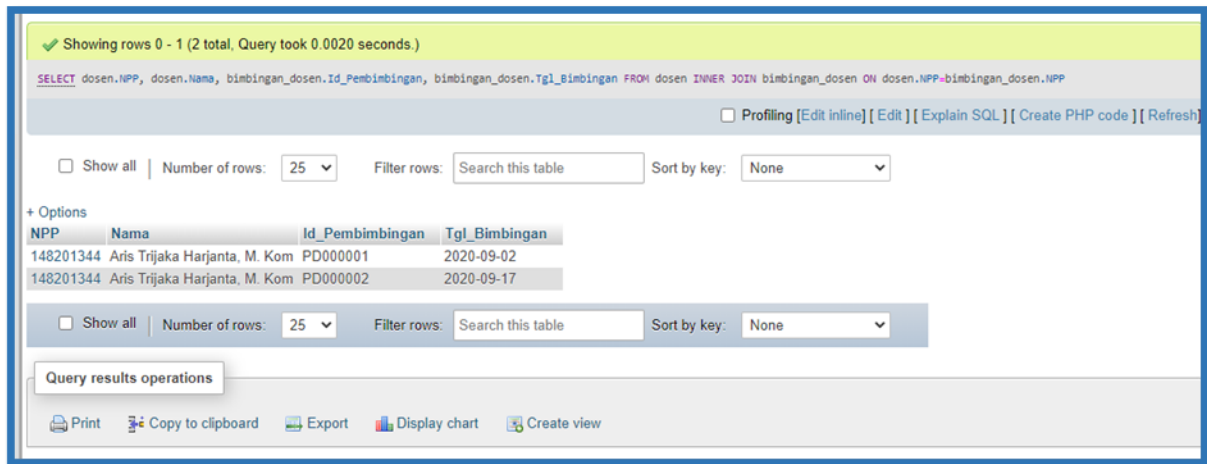 Showing rows 0 - 1 (2 total, Query took 0.0020 seconds.)
SELECT dosen.NPP, dosen.Nama, bimbingan_dosen.Id_Pembimbingan, bimbingan_dosen.Tgl_Bimbingan FROM dosen INNER JOIN bimbingan_dosen ON dosen.NPP=bimbingan_dosen.NPP
Profiling [Edit inline] [ Edit ] [ Explain SQL ] [ Create PHP code ] [ Refresh]
Show all | Number of rows: 25 Filter rows: Search this table Sort by key: None
+ Options
NPP Nama Id_Pembimbingan Tgl_Bimbingan
148201344 Aris Trijaka Harjanta, M. Kom PD000001 2020-09-02
148201344 Aris Trijaka Harjanta, M. Kom PD000002 2020-09-17
Show all | Number of rows: 25 Filter rows: Search this table Sort by key: None
Query results operations
Print Copy to clipboard Export Display chart Create view